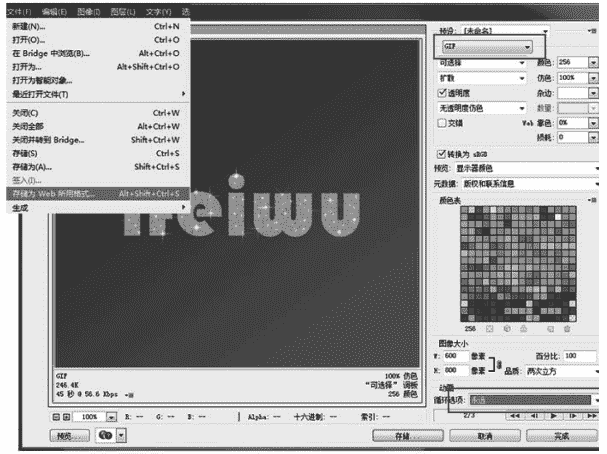 文件(F) 编辑(E) 图像(I) 图层(L) 文字(Y) 选
新建(N)... Ctrl+N
打开(O)... Ctrl+O
在 Bridge 中浏览(B)... Alt+Ctrl+O
打开为... Alt+Shift+Ctrl+O
打开为智能对象...
最近打开文件(T)
关闭(C) Ctrl+W
关闭全部 Alt+Ctrl+W
关闭并转到 Bridge... Shift+Ctrl+W
存储(S) Ctrl+S
存储为(A)... Shift+Ctrl+S
签入(I)...
存储为 Web 所用格式... Alt+Shift+Ctrl+S
生成
eiwu
GIF
246.4K
45 秒 @ 56.6 Kbps
100% 仿色
“可选择” 调板
256 颜色
100% R: -- G: -- B: -- Alpha: -- 十六进制: -- 索引: --
预览... 存储... 取消 完成
预设: [未命名]
GIF
可选择 颜色: 256
扩散 仿色: 100%
透明度 杂边:
无透明度仿色 数量:
交错 Web 靠色: 0%
损耗: 0
转换为 sRGB
预览: 显示器颜色
元数据: 版权和联系信息
颜色表
256
图像大小
W: 600 像素 百分比: 100
H: 800 像素 品质: 两次立方
动画
循环选项: 永远
2/3